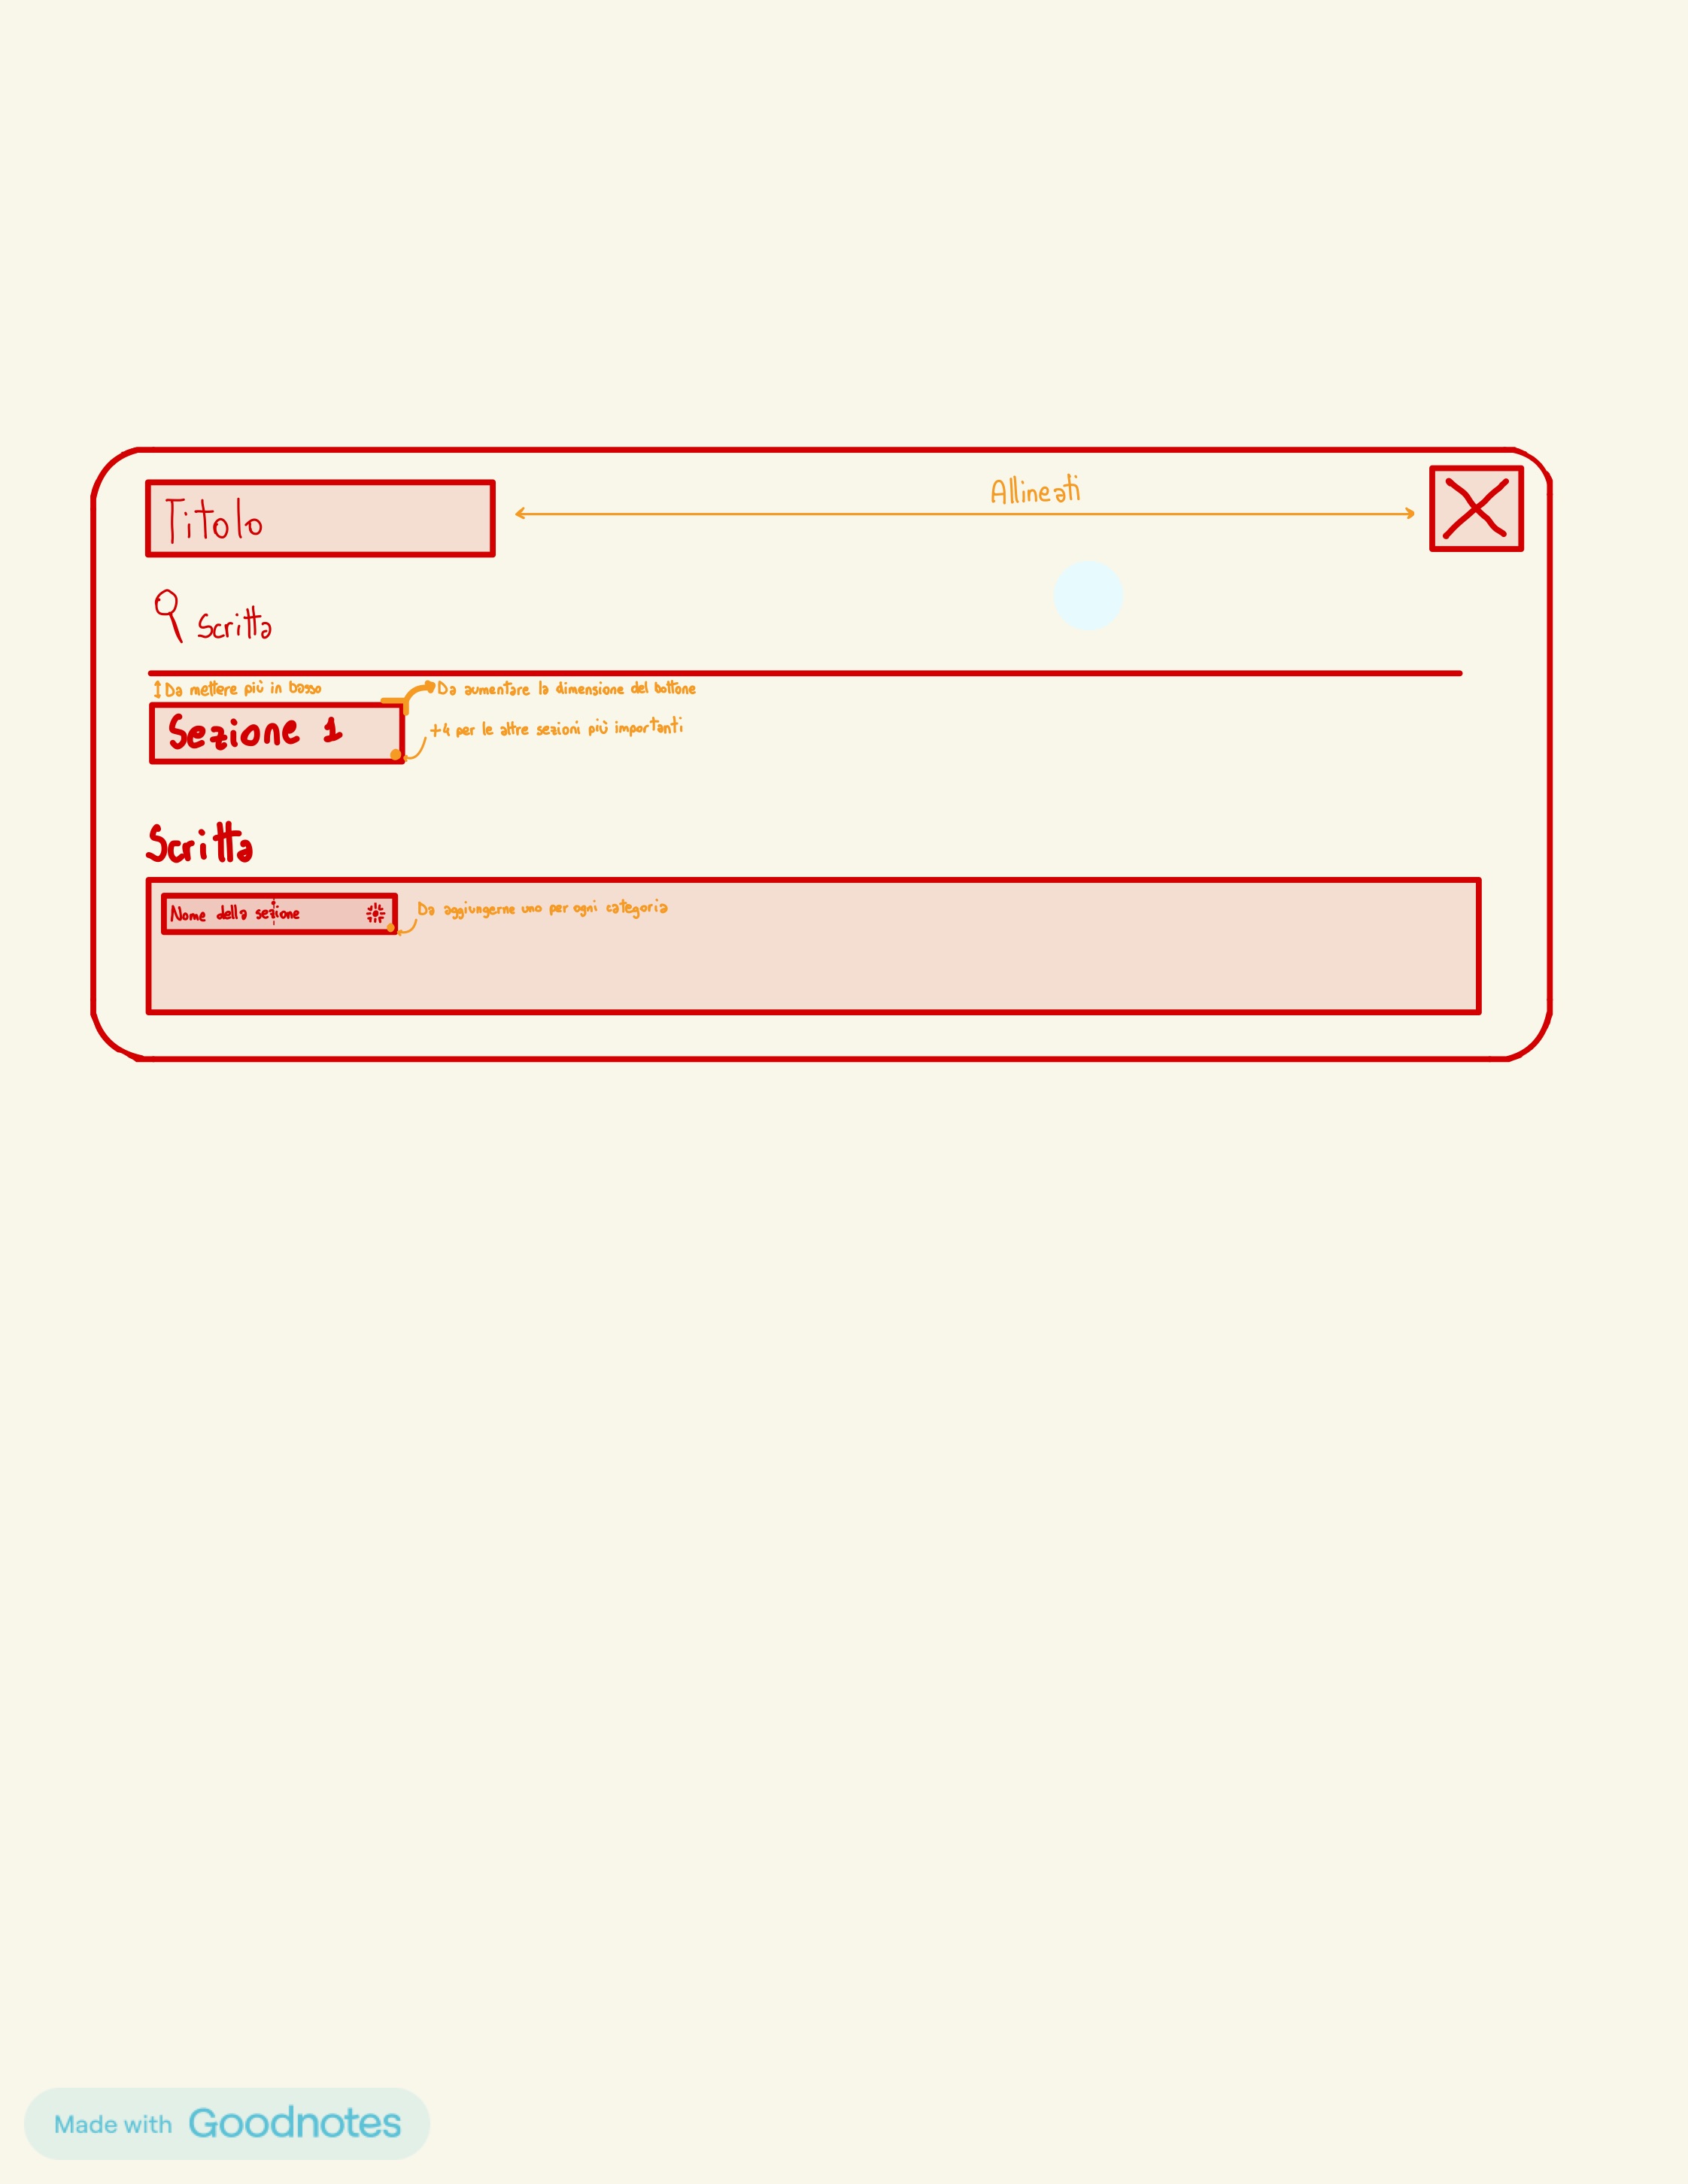 Allineati
Titolo
Scritta
Da mettere più in basso
Da aumentare la dimensione del bottone
Sezione 1
+4 per le altre sezioni più importanti
Scritta
Nome della sezione
Da aggiungerne uno per ogni categoria
Made with Goodnotes